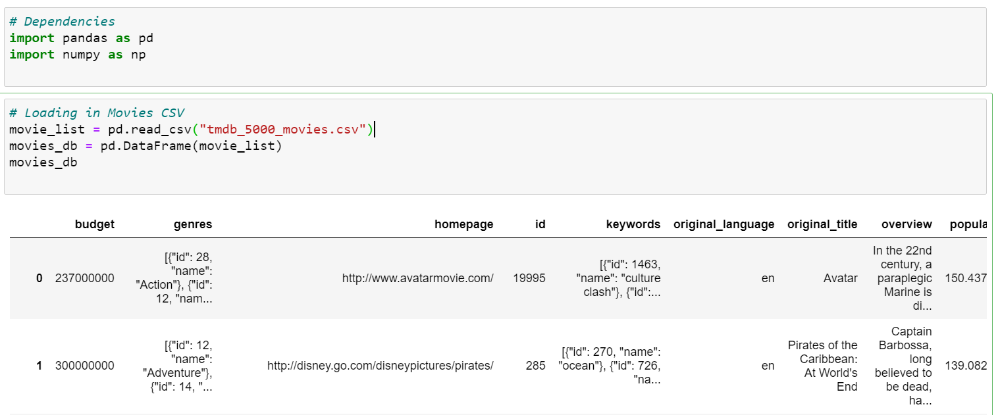 # Dependencies
import pandas as pd
import numpy as np
# Loading in Movies CSV
movie_list = pd.read_csv("tmdb_5000_movies.csv")
movies_db = pd.DataFrame(movie_list)
movies_db
budget genres homepage id keywords original_language original_title overview popula
0 237000000 [{"id": 28, "name": "Action"}, {"id": 12, "nam... http://www.avatarmovie.com/ 19995 [{"id": 1463, "name": "culture clash"}, {"id":... en Avatar In the 22nd century, a paraplegic Marine is di... 150.437
1 300000000 [{"id": 12, "name": "Adventure"}, {"id": 14, "... http://disney.go.com/disneypictures/pirates/ 285 [{"id": 270, "name": "ocean"}, {"id": 726, "na... en Pirates of the Caribbean: At World's End Captain Barbossa, long believed to be dead, ha... 139.082